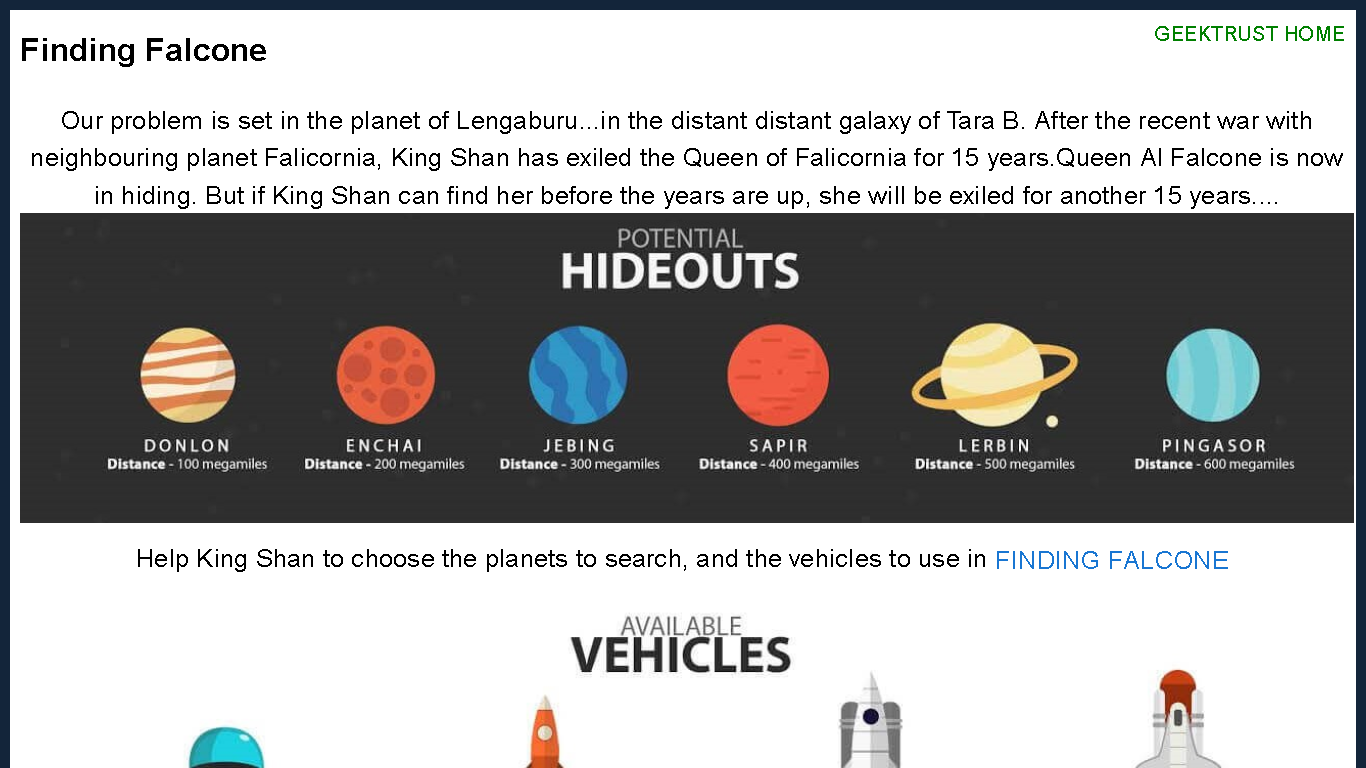 GEEKTRUST HOME
Finding Falcone
Our problem is set in the planet of Lengaburu...in the distant distant galaxy of Tara B. After the recent war with
neighbouring planet Falicornia, King Shan has exiled the Queen of Falicornia for 15 years.Queen Al Falcone is now
in hiding. But if King Shan can find her before the years are up, she will be exiled for another 15 years....
POTENTIAL
HIDEOUTS
DONLON
Distance - 100 megamiles
ENCHAI
Distance - 200 megamiles
JEBING
Distance - 300 megamiles
SAPIR
Distance - 400 megamiles
LERBIN
Distance - 500 megamiles
PINGASOR
Distance - 600 megamiles
Help King Shan to choose the planets to search, and the vehicles to use in FINDING FALCONE
AVAILABLE
VEHICLES